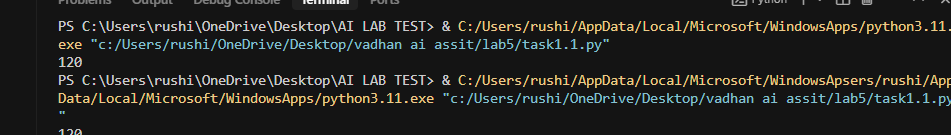 Problems Output Debug Console Terminal Ports Python
PS C:\Users\rushi\OneDrive\Desktop\AI LAB TEST> & C:/Users/rushi/AppData/Local/Microsoft/WindowsApps/python3.11.
exe "c:/Users/rushi/OneDrive/Desktop/vadhan ai assit/lab5/task1.1.py"
120
PS C:\Users\rushi\OneDrive\Desktop\AI LAB TEST> & C:/Users/rushi/AppData/Local/Microsoft/WindowsApsers/rushi/App
Data/Local/Microsoft/WindowsApps/python3.11.exe "c:/Users/rushi/OneDrive/Desktop/vadhan ai assit/lab5/task1.1.py
"
120